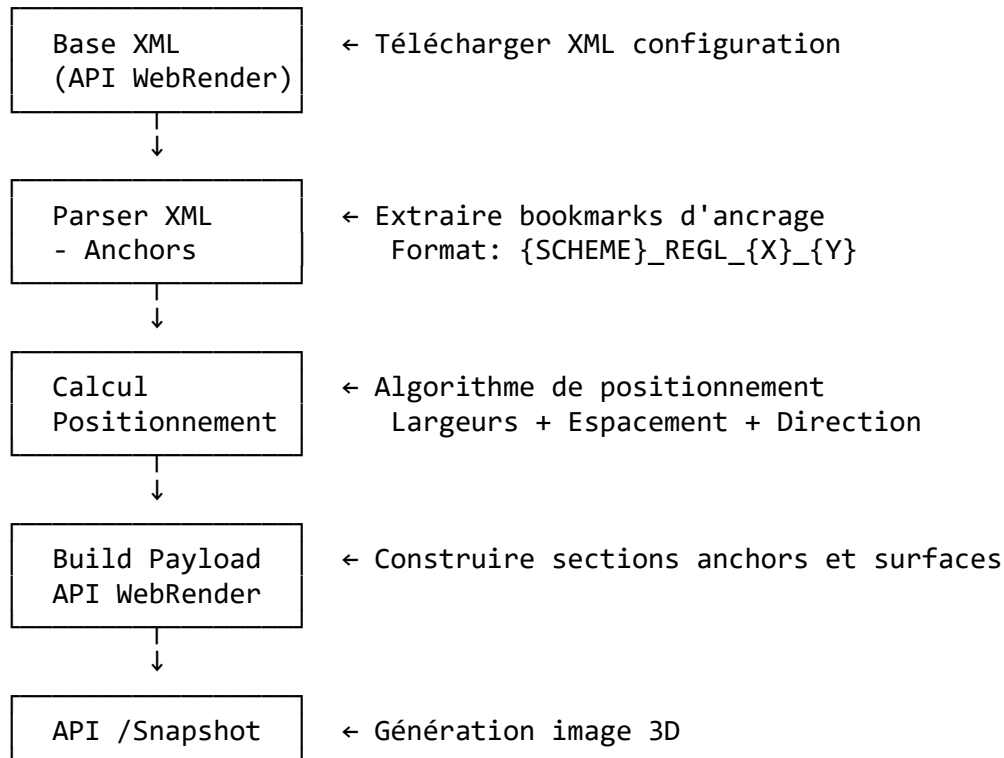 Base XML ← Télécharger XML configuration
(API WebRender)
↓
Parser XML ← Extraire bookmarks d'ancrage
- Anchors Format: {SCHEME}_REGL_{X}_{Y}
↓
Calcul ← Algorithme de positionnement
Positionnement Largeurs + Espacement + Direction
↓
Build Payload ← Construire sections anchors et surfaces
API WebRender
↓
API /Snapshot ← Génération image 3D